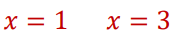 x = 1 x = 3